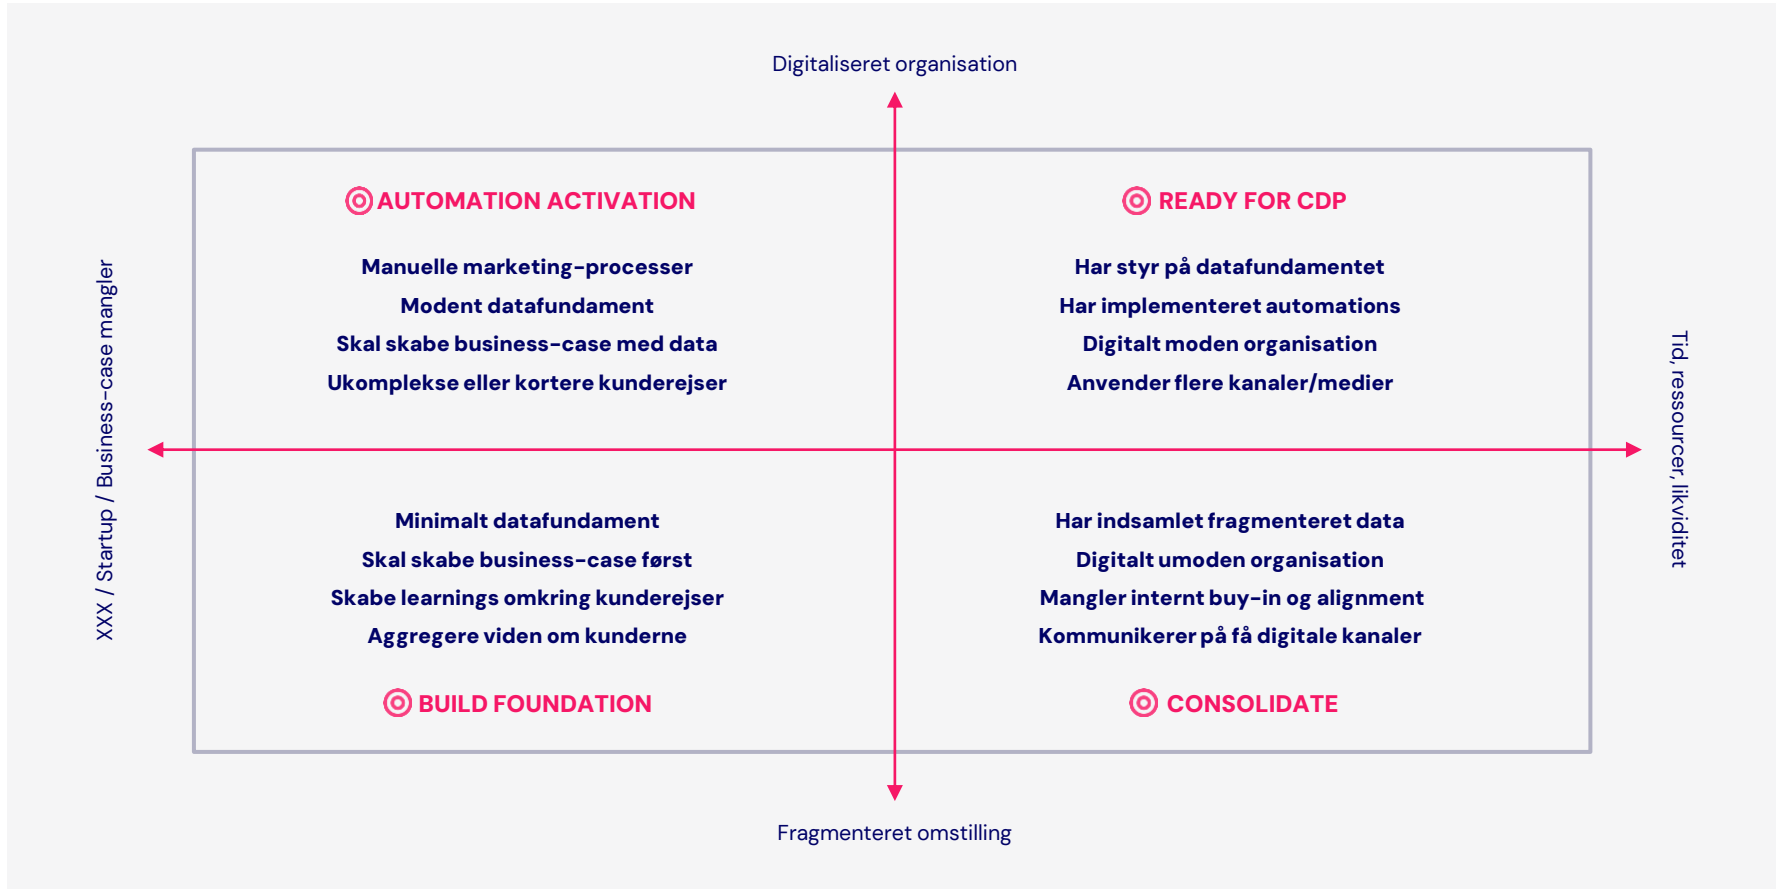 Digitaliseret organisation
AUTOMATION ACTIVATION
Manuelle marketing-processer
Modent datafundament
Skal skabe business-case med data
Ukomplekse eller kortere kunderejser
READY FOR CDP
Har styr på datafundamentet
Har implementeret automations
Digitalt moden organisation
Anvender flere kanaler/medier
XXX / Startup / Business-case mangler
Tid, ressourcer, likviditet
Minimalt datafundament
Skal skabe business-case først
Skabe learnings omkring kunderejser
Aggregere viden om kunderne
BUILD FOUNDATION
Har indsamlet fragmenteret data
Digitalt umoden organisation
Mangler internt buy-in og alignment
Kommunikerer på få digitale kanaler
CONSOLIDATE
Fragmenteret omstilling